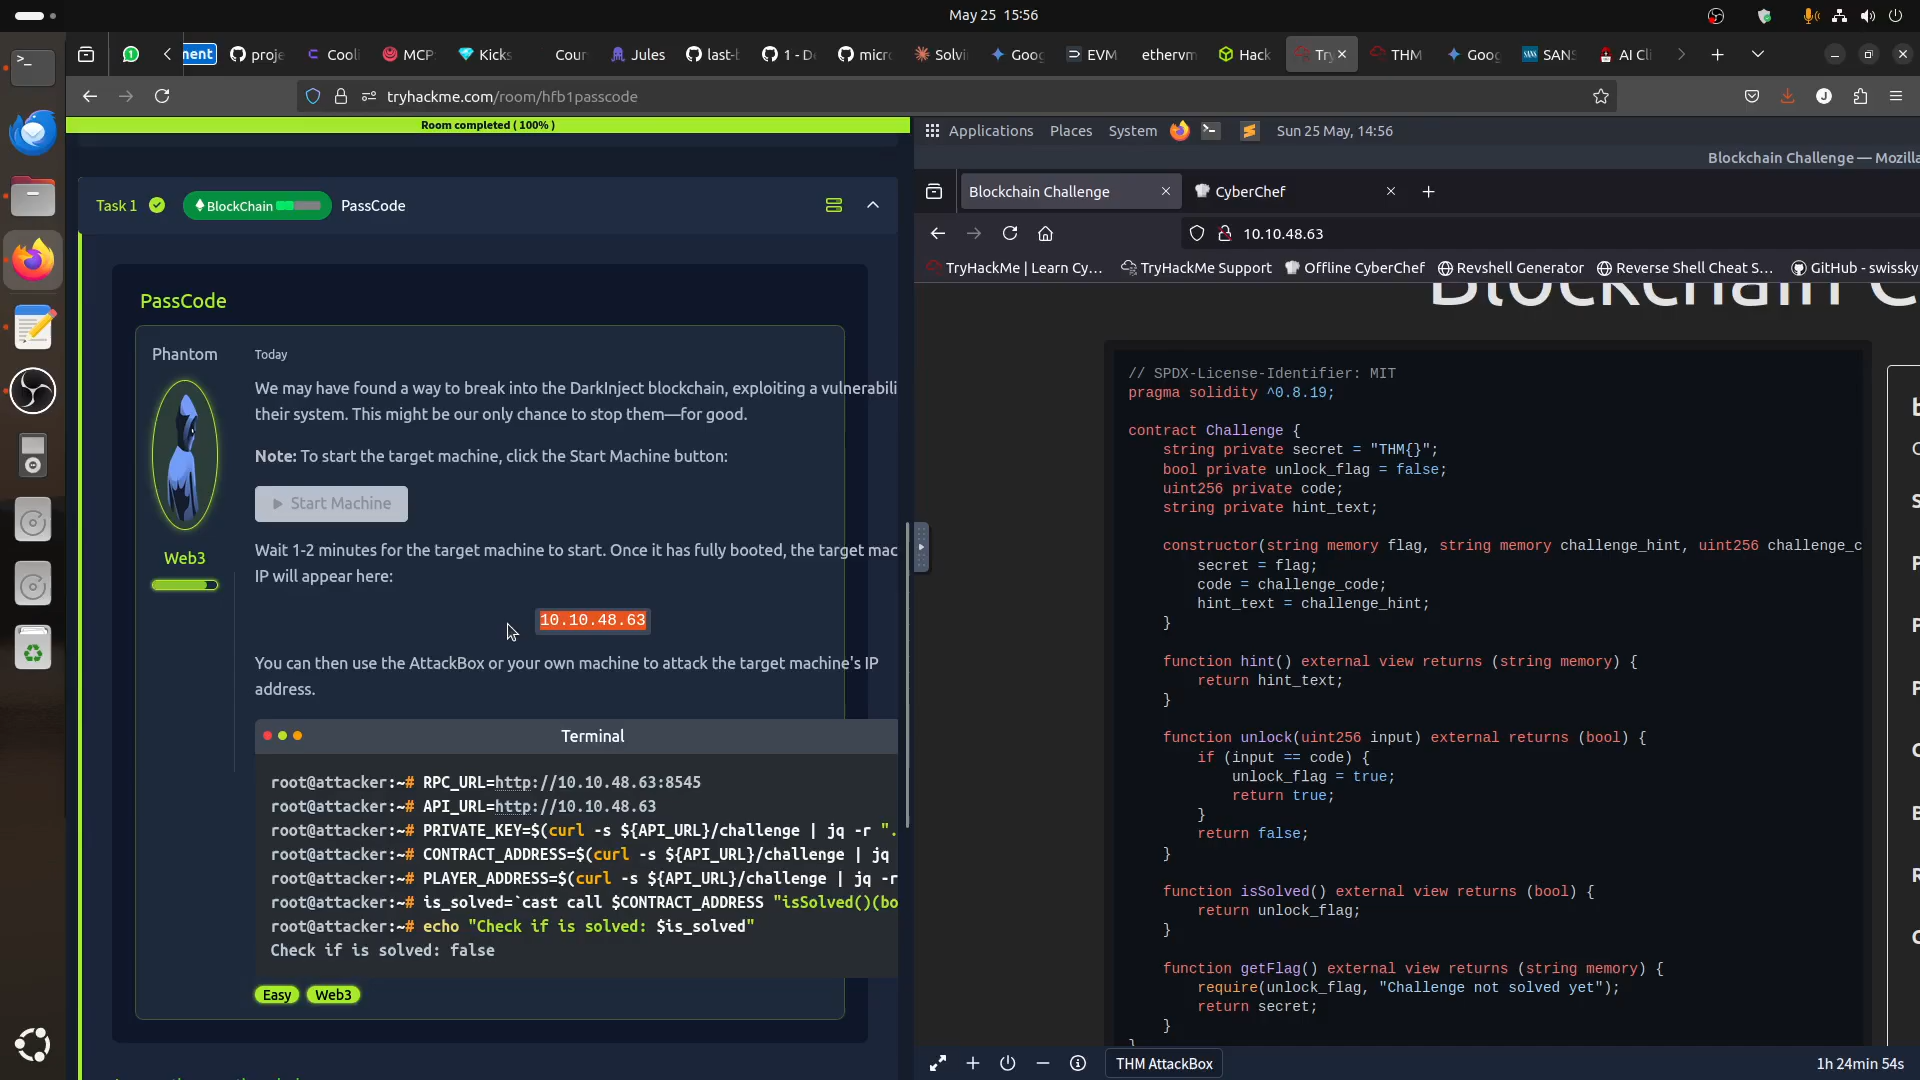 May 25 15:56
ment
proje
Cooli
MCP:
Kicks
Cour
Jules
last-b
1 - De
micr
Solvi
Goog
EVM
ethervm
Hack
Try
THM
Goog
SANS
AI Cl
tryhackme.com/room/hfb1passcode
Room completed ( 100% )
Task 1
BlockChain
PassCode
PassCode
Phantom
Web3
Today
We may have found a way to break into the DarkInject blockchain, exploiting a vulnerabili
their system. This might be our only chance to stop them—for good.
Note: To start the target machine, click the Start Machine button:
Start Machine
Wait 1-2 minutes for the target machine to start. Once it has fully booted, the target mac
IP will appear here:
10.10.48.63
You can then use the AttackBox or your own machine to attack the target machine's IP
address.
Terminal
root@attacker:~# RPC_URL=http://10.10.48.63:8545
root@attacker:~# API_URL=http://10.10.48.63
root@attacker:~# PRIVATE_KEY=$(curl -s ${API_URL}/challenge | jq -r ".
root@attacker:~# CONTRACT_ADDRESS=$(curl -s ${API_URL}/challenge | jq
root@attacker:~# PLAYER_ADDRESS=$(curl -s ${API_URL}/challenge | jq -r
root@attacker:~# is_solved=`cast call $CONTRACT_ADDRESS "isSolved()(bo
root@attacker:~# echo "Check if is solved: $is_solved"
Check if is solved: false
Easy
Web3
Applications Places System Sun 25 May, 14:56
Blockchain Challenge — Mozilla
Blockchain Challenge
CyberChef
10.10.48.63
TryHackMe | Learn Cy…
TryHackMe Support
Offline CyberChef
Revshell Generator
Reverse Shell Cheat S…
GitHub - swissky
Blockchain C
// SPDX-License-Identifier: MIT
pragma solidity ^0.8.19;
contract Challenge {
string private secret = "THM{}";
bool private unlock_flag = false;
uint256 private code;
string private hint_text;
constructor(string memory flag, string memory challenge_hint, uint256 challenge_c
secret = flag;
code = challenge_code;
hint_text = challenge_hint;
}
function hint() external view returns (string memory) {
return hint_text;
}
function unlock(uint256 input) external returns (bool) {
if (input == code) {
unlock_flag = true;
return true;
}
return false;
}
function isSolved() external view returns (bool) {
return unlock_flag;
}
function getFlag() external view returns (string memory) {
require(unlock_flag, "Challenge not solved yet");
return secret;
}
THM AttackBox
1h 24min 54s